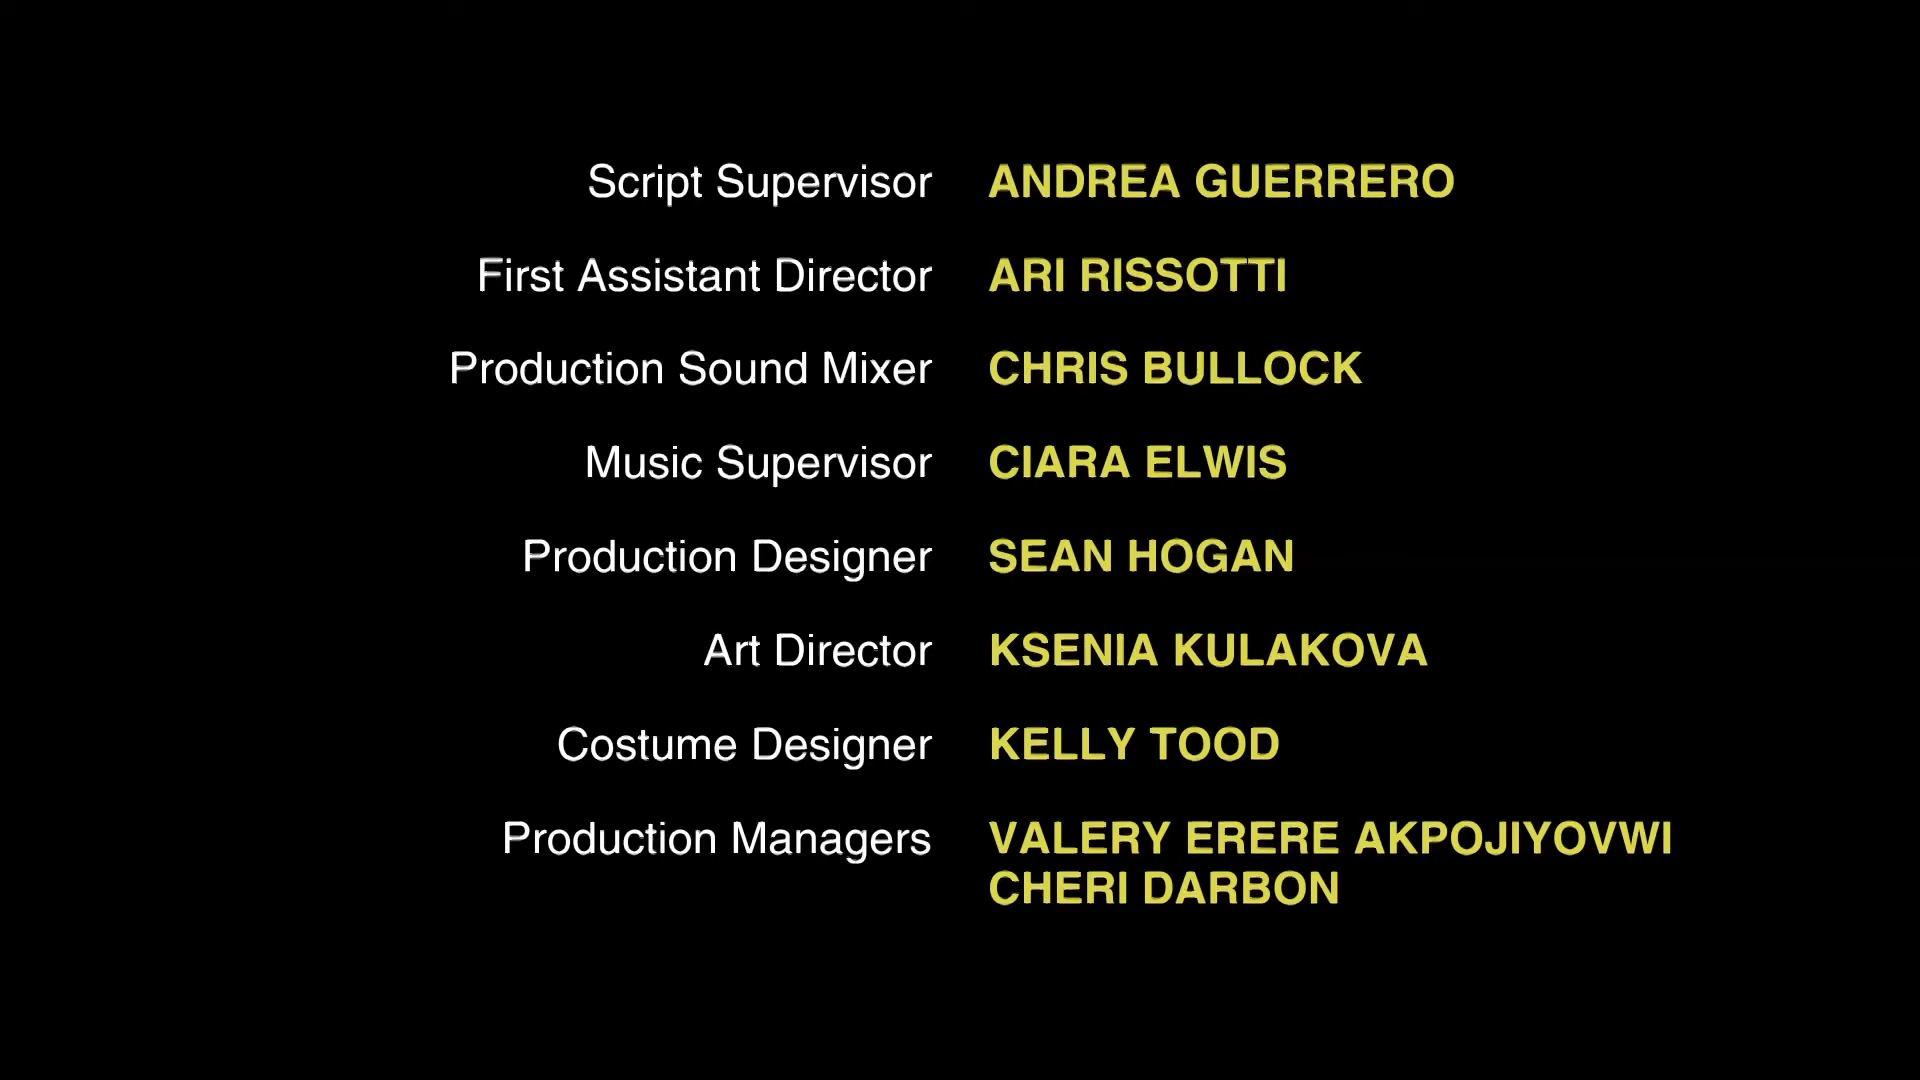 Script Supervisor ANDREA GUERRERO
First Assistant Director ARI RISSOTTI
Production Sound Mixer CHRIS BULLOCK
Music Supervisor CIARA ELWIS
Production Designer SEAN HOGAN
Art Director KSENIA KULAKOVA
Costume Designer KELLY TOOD
Production Managers VALERY ERERE AKPOJIYOVWI
CHERI DARBON